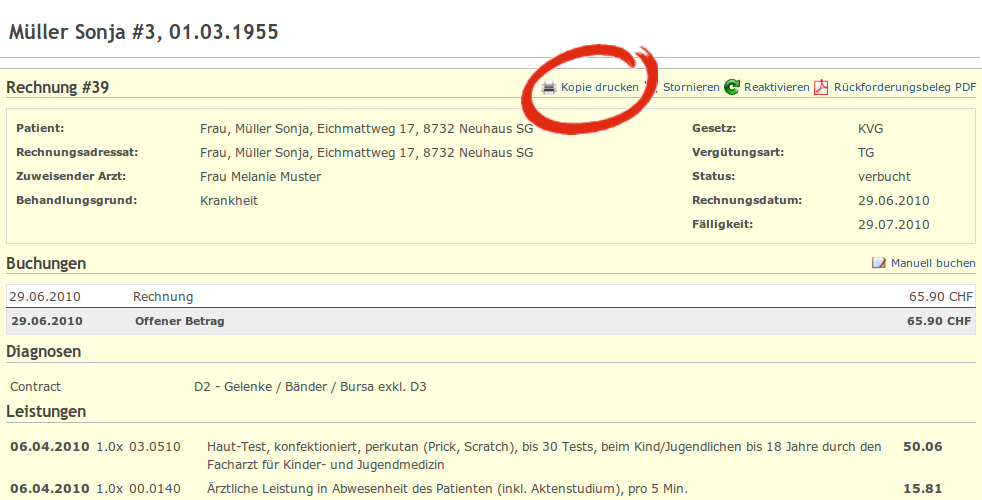 Müller Sonja #3, 01.03.1955
Rechnung #39 Kopie drucken Stornieren Reaktivieren Rückforderungsbeleg PDF
Patient: Frau, Müller Sonja, Eichmattweg 17, 8732 Neuhaus SG Gesetz: KVG
Rechnungsadressat: Frau, Müller Sonja, Eichmattweg 17, 8732 Neuhaus SG Vergütungsart: TG
Zuweisender Arzt: Frau Melanie Muster Status: verbucht
Behandlungsgrund: Krankheit Rechnungsdatum: 29.06.2010
Fälligkeit: 29.07.2010
Buchungen Manuell buchen
29.06.2010 Rechnung 65.90 CHF
29.06.2010 Offener Betrag 65.90 CHF
Diagnosen
Contract D2 - Gelenke / Bänder / Bursa exkl. D3
Leistungen
06.04.2010 1.0x 03.0510 Haut-Test, konfektioniert, perkutan (Prick, Scratch), bis 30 Tests, beim Kind/Jugendlichen bis 18 Jahre durch den 50.06
Facharzt für Kinder- und Jugendmedizin
06.04.2010 1.0x 00.0140 Ärztliche Leistung in Abwesenheit des Patienten (inkl. Aktenstudium), pro 5 Min. 15.81